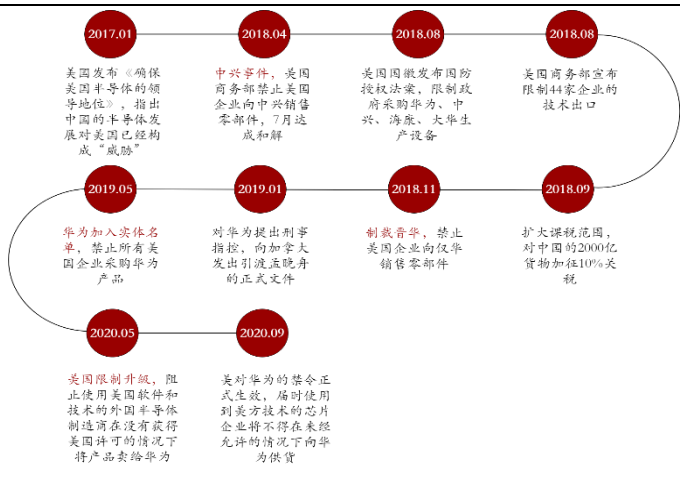 2017.01
美国发布《确保
美国半导体的领
导地位》，指出
中国的半导体发
展对美国已经构
成“威胁”
2018.04
中兴事件，美国
商务部禁止美国
企业向中兴销售
零部件，7月达
成和解
2018.08
美国国徽发布国防
授权法案，限制政
府采购华为、中
兴、海康、大华生
产设备
2018.08
美国商务部宣布
限制44家企业的
技术出口
2019.05
华为加入实体名
单，禁止所有美
国企业采购华为
产品
2019.01
对华为提出刑事
指控，向加拿大
发出引渡孟晚舟
的正式文件
2018.11
制裁晋华，禁止
美国企业向仅华
销售零部件
2018.09
扩大课税范围，
对中国的2000亿
货物加征10%关
税
2020.05
美国限制升级，阻
止使用美国软件和
技术的外国半导体
制造商在没有获得
美国许可的情况下
将产品卖给华为
2020.09
美对华为的禁令正
式生效，届时使用
到美方技术的芯片
企业将不得在未经
允许的情况下向华
为供货